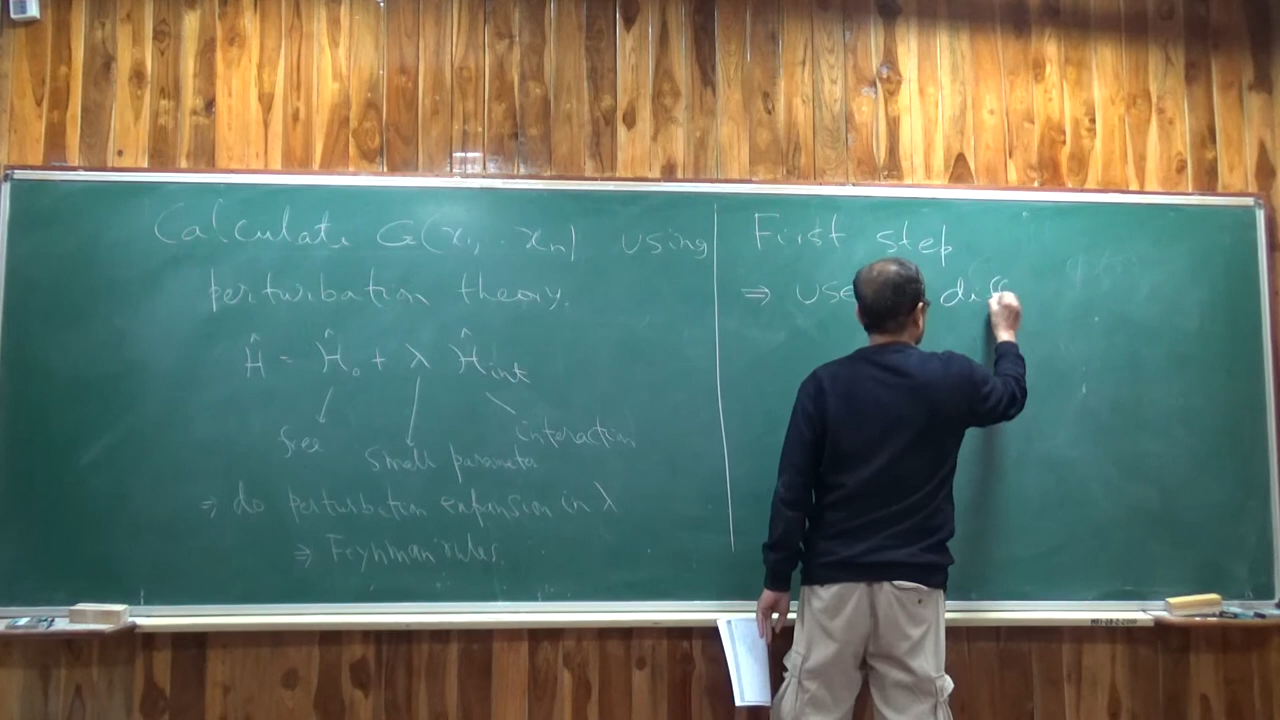 Calculate G(x₁, . xₙ) using
perturbation theory.
Ĥ = Ĥ₀ + λ Ĥint
free
small parameter
interaction
⇒ do perturbation expansion in λ
⇒ Feynman rules.
First step
⇒ use diff